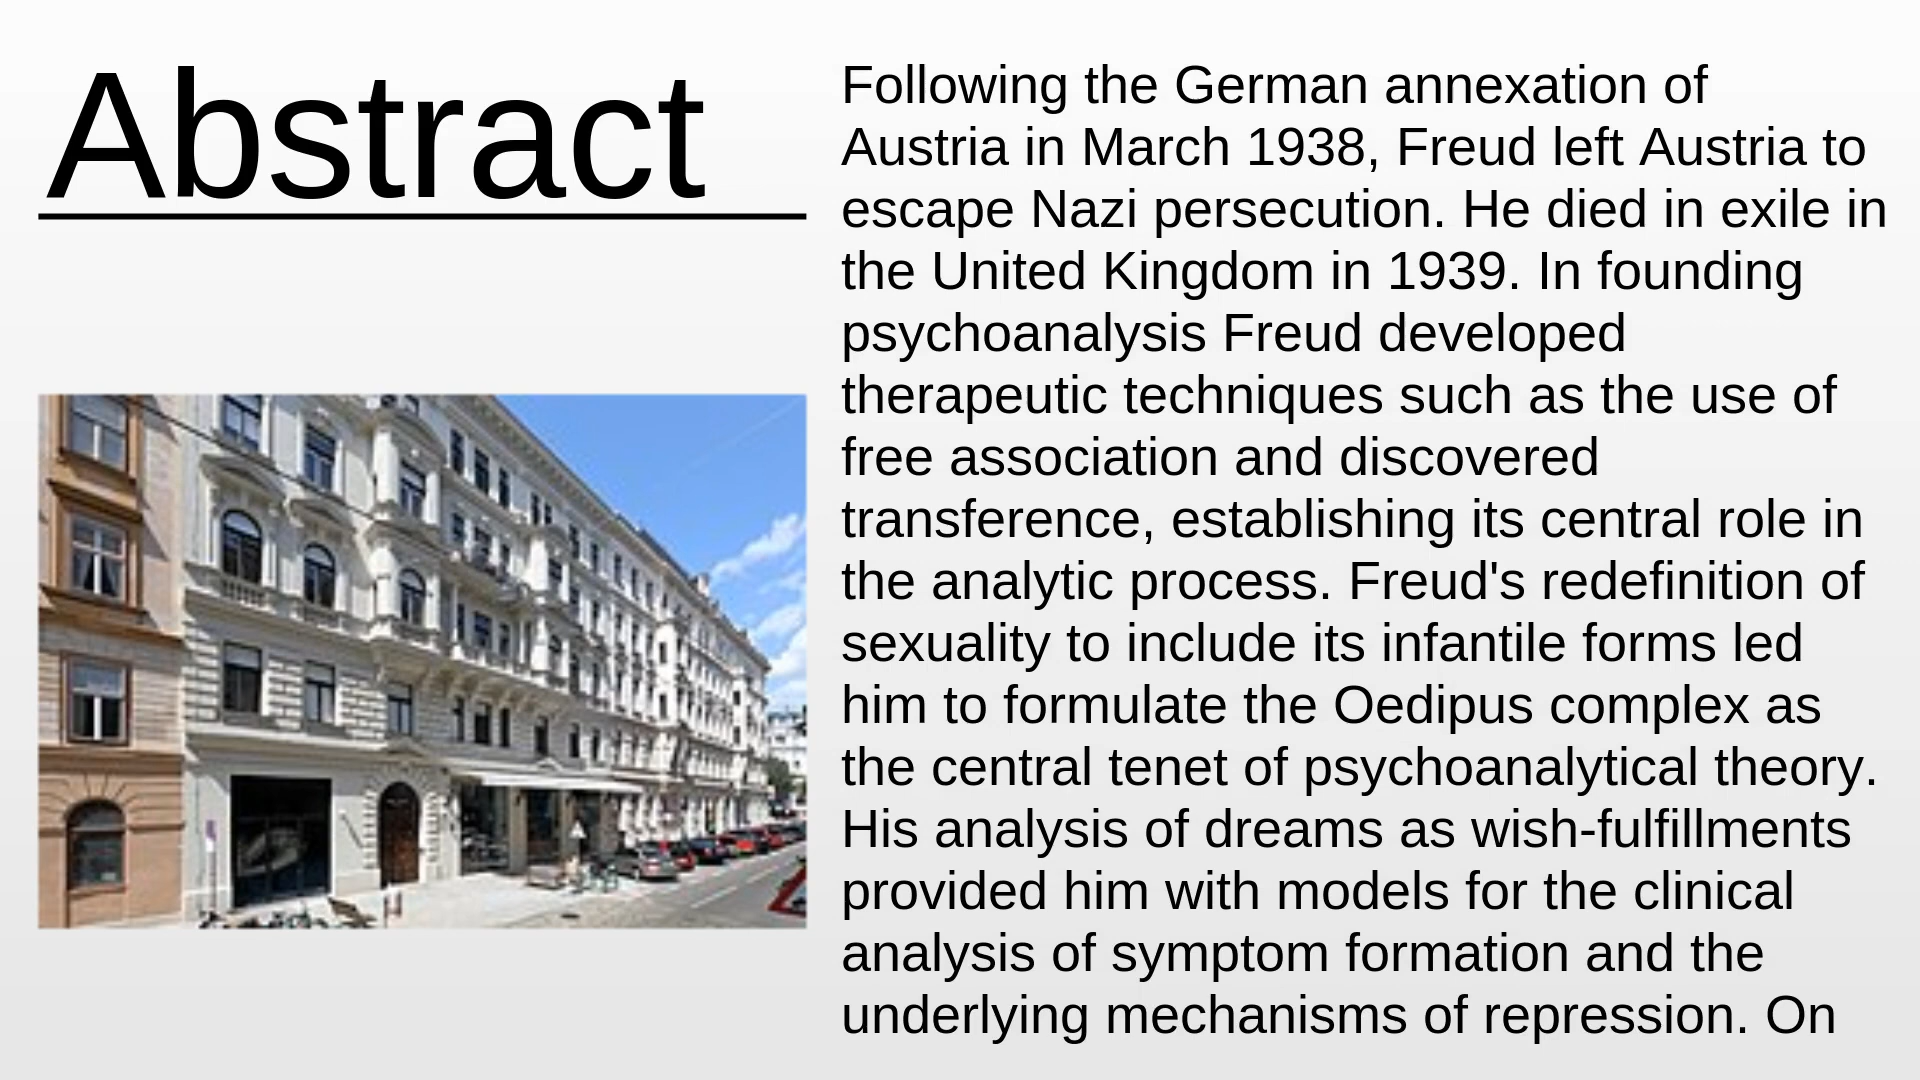 Abstract
Following the German annexation of
Austria in March 1938, Freud left Austria to
escape Nazi persecution. He died in exile in
the United Kingdom in 1939. In founding
psychoanalysis Freud developed
therapeutic techniques such as the use of
free association and discovered
transference, establishing its central role in
the analytic process. Freud's redefinition of
sexuality to include its infantile forms led
him to formulate the Oedipus complex as
the central tenet of psychoanalytical theory.
His analysis of dreams as wish-fulfillments
provided him with models for the clinical
analysis of symptom formation and the
underlying mechanisms of repression. On